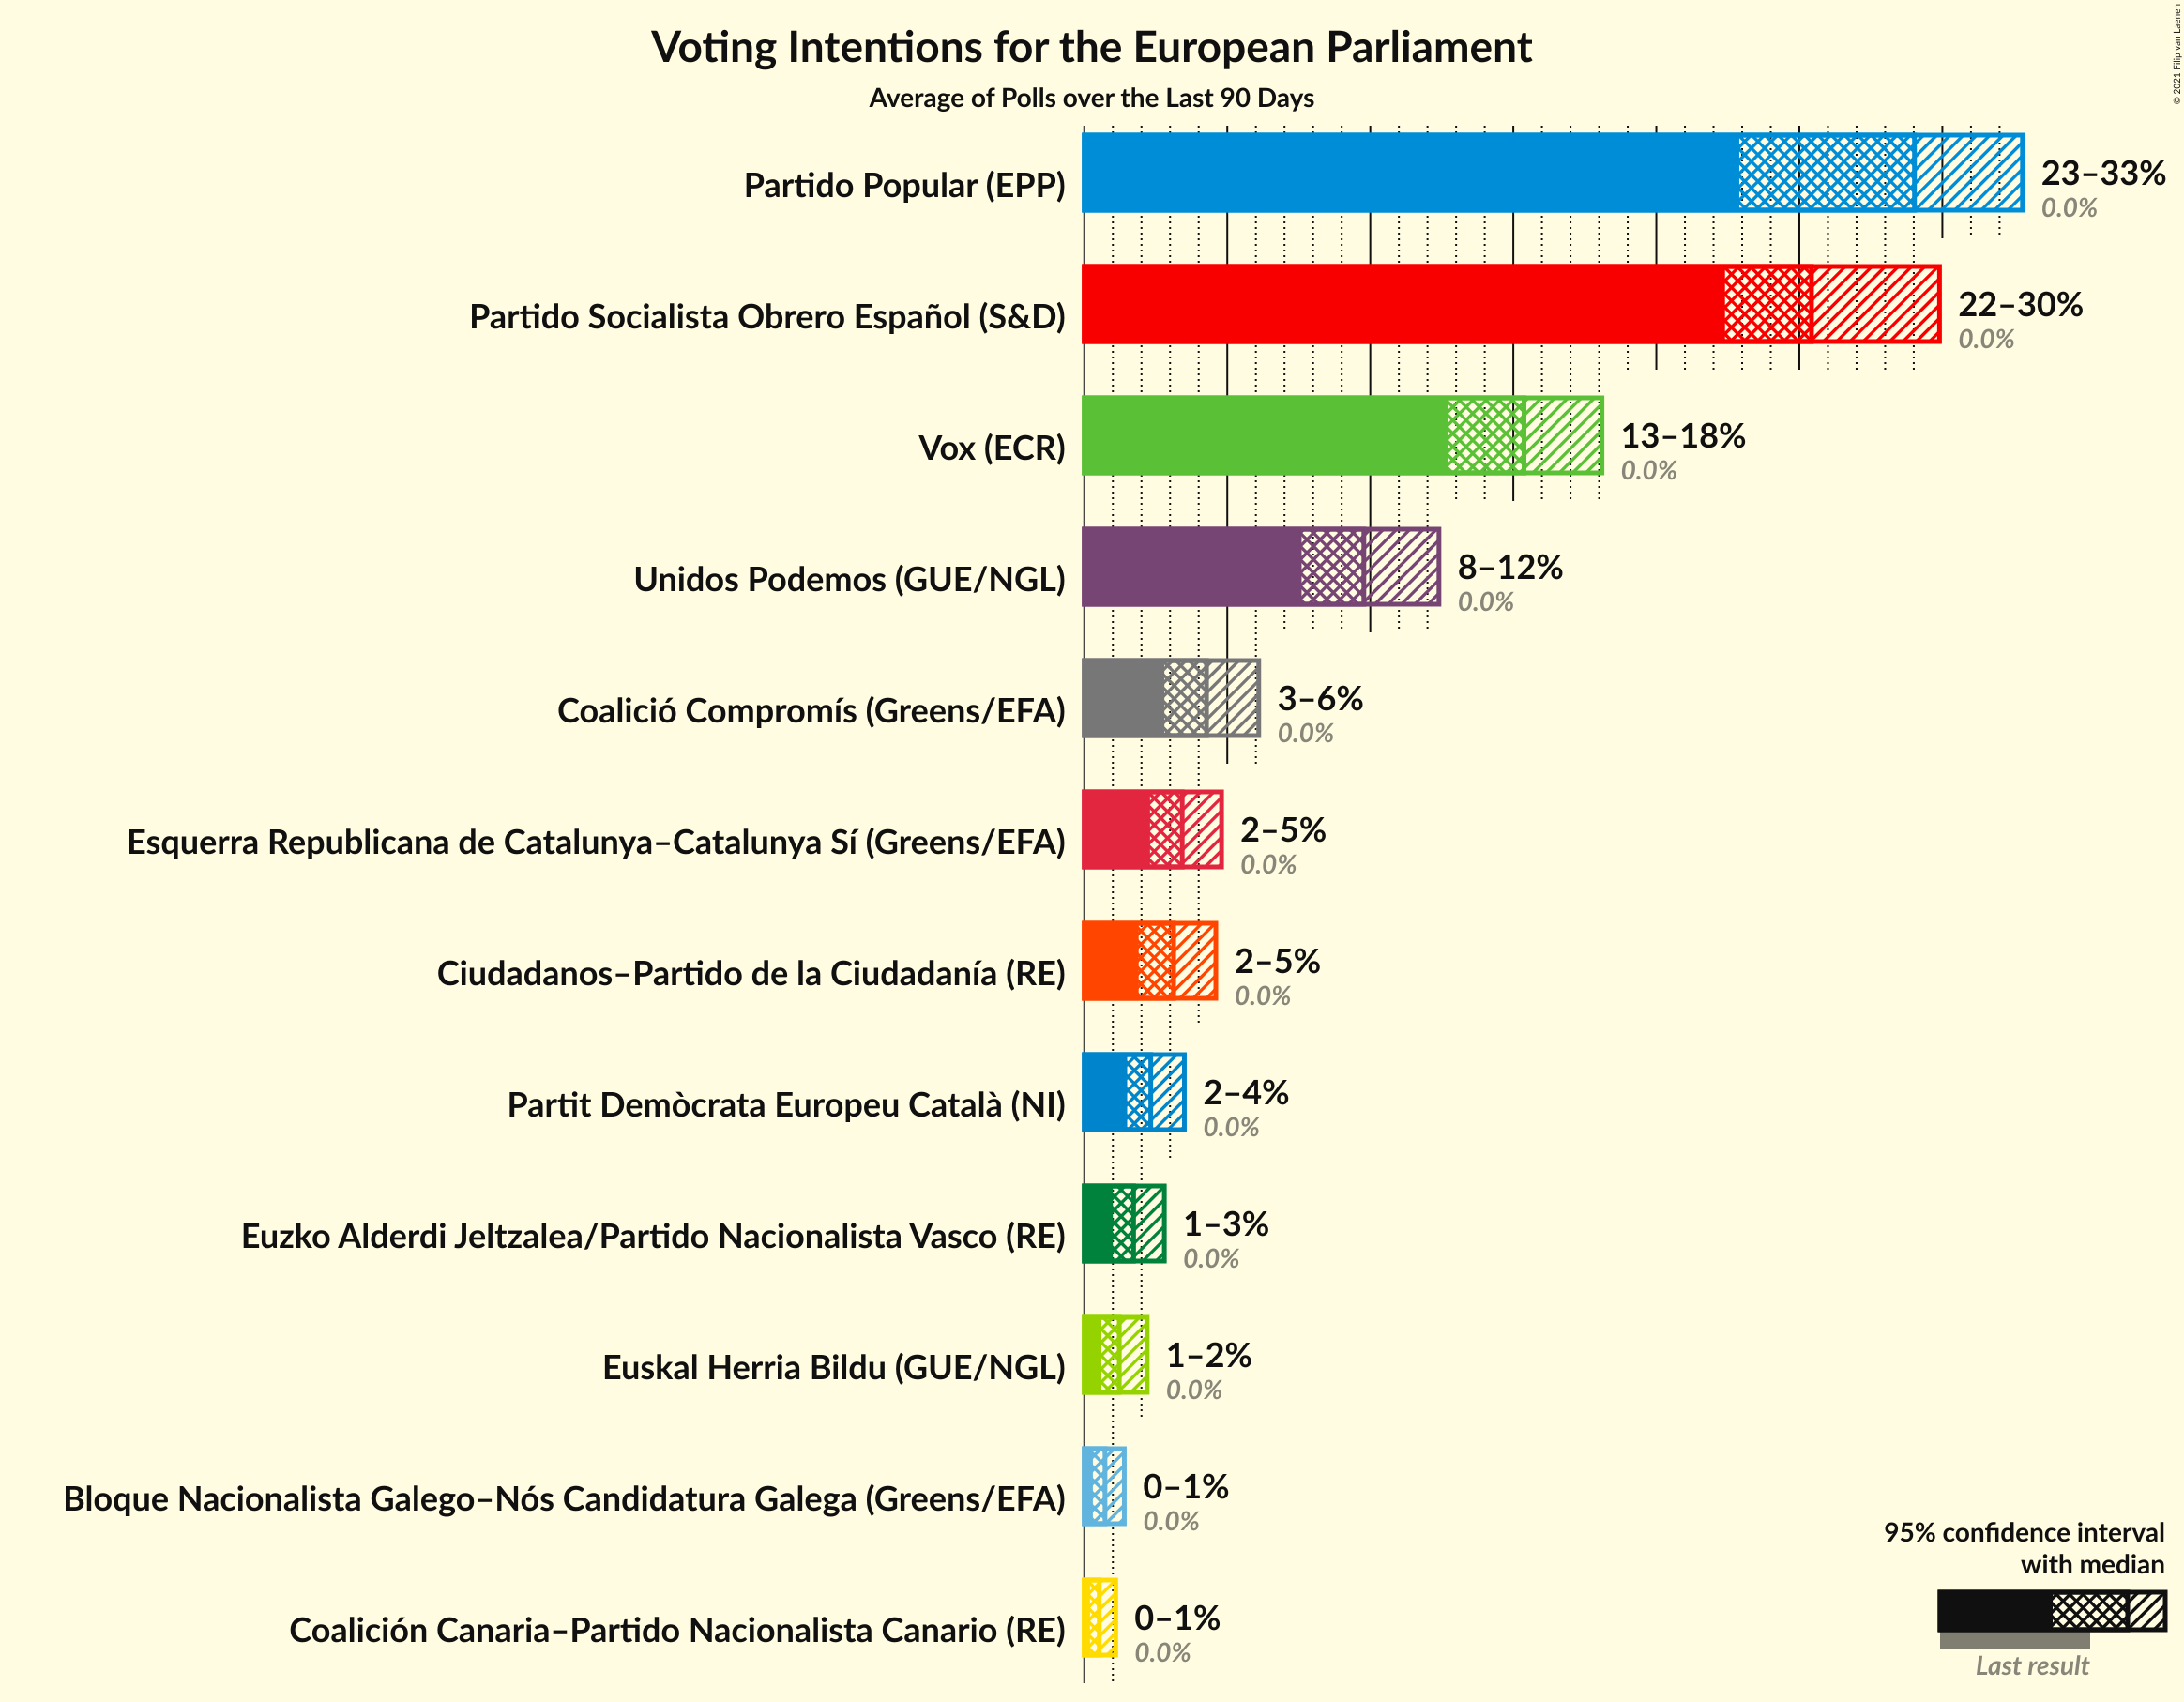 © 2021 Filip van Laenen
Voting Intentions for the European Parliament
Average of Polls over the Last 90 Days
Partido Popular (EPP)
23–33%
0.0%
Partido Socialista Obrero Español (S&D)
22–30%
0.0%
Vox (ECR)
13–18%
0.0%
Unidos Podemos (GUE/NGL)
8–12%
0.0%
Coalició Compromís (Greens/EFA)
3–6%
0.0%
Esquerra Republicana de Catalunya–Catalunya Sí (Greens/EFA)
2–5%
0.0%
Ciudadanos–Partido de la Ciudadanía (RE)
2–5%
0.0%
Partit Demòcrata Europeu Català (NI)
2–4%
0.0%
Euzko Alderdi Jeltzalea/Partido Nacionalista Vasco (RE)
1–3%
0.0%
Euskal Herria Bildu (GUE/NGL)
1–2%
0.0%
Bloque Nacionalista Galego–Nós Candidatura Galega (Greens/EFA)
0–1%
0.0%
Coalición Canaria–Partido Nacionalista Canario (RE)
0–1%
0.0%
95% confidence interval
with median
Last result